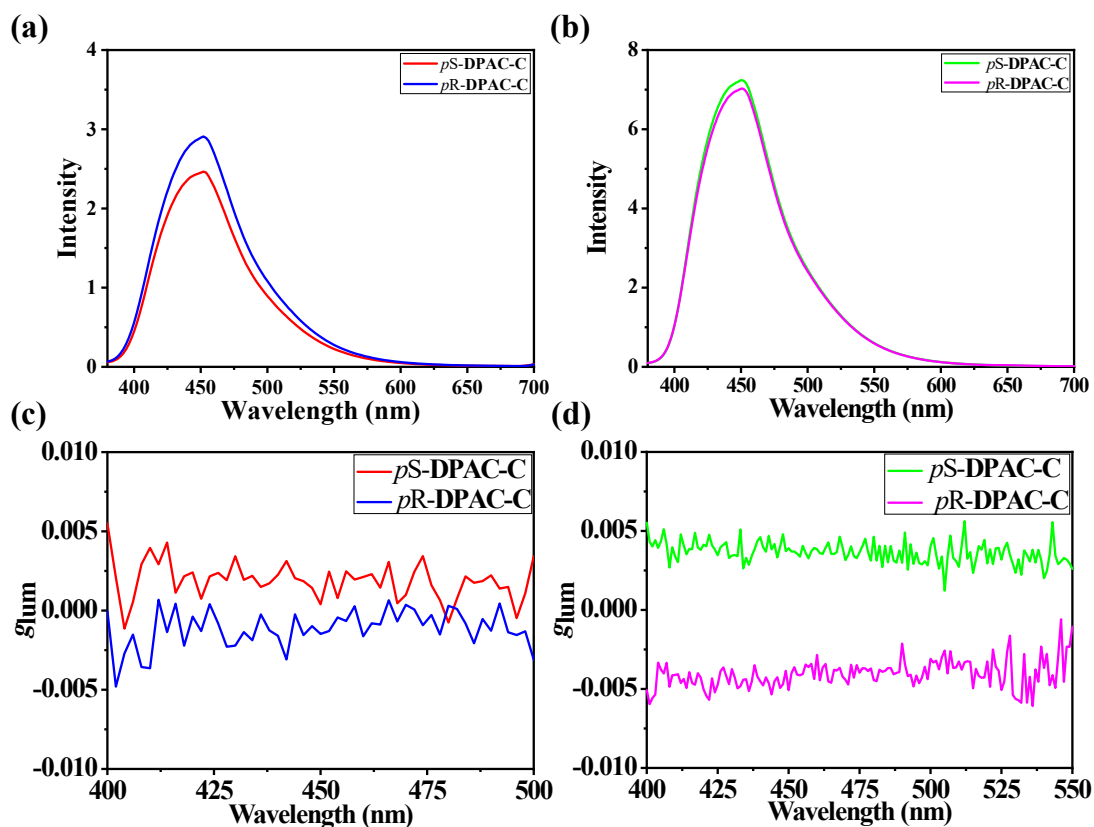 (a)
4
3
2
1
0
Intensity
pS-DPAC-C
pR-DPAC-C
400 450 500 550 600 650 700
Wavelength (nm)
(b)
8
6
4
2
0
Intensity
pS-DPAC-C
pR-DPAC-C
400 450 500 550 600 650 700
Wavelength (nm)
(c)
0.010
0.005
0.000
-0.005
-0.010
glum
pS-DPAC-C
pR-DPAC-C
400 425 450 475 500
Wavelength (nm)
(d)
0.010
0.005
0.000
-0.005
-0.010
glum
pS-DPAC-C
pR-DPAC-C
400 425 450 475 500 525 550
Wavelength (nm)